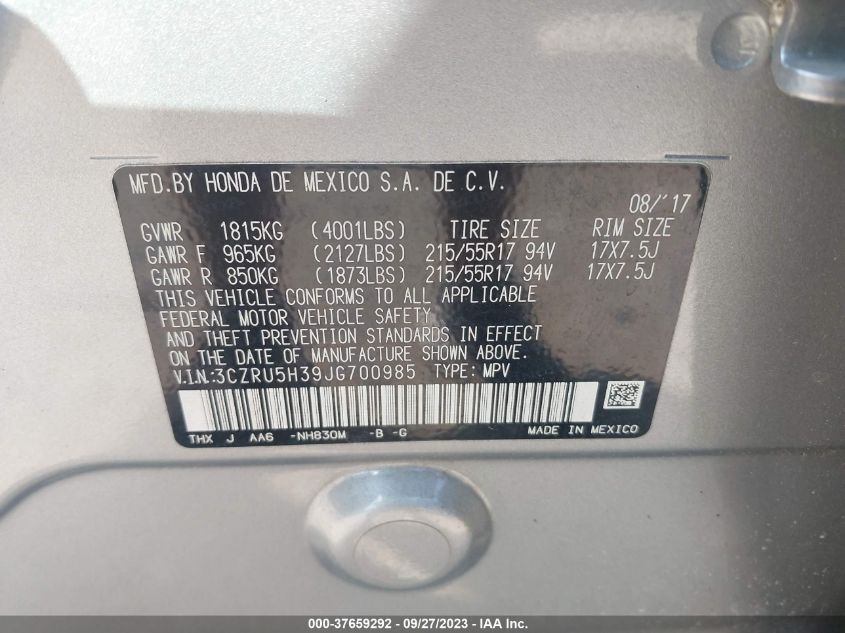 MFD.BY HONDA DE MEXICO S.A. DE C.V.
08/'17
GVWR 1815KG (4001LBS) TIRE SIZE RIM SIZE
GAWR F 965KG (2127LBS) 215/55R17 94V 17X7.5J
GAWR R 850KG (1873LBS) 215/55R17 94V 17X7.5J
THIS VEHICLE CONFORMS TO ALL APPLICABLE
FEDERAL MOTOR VEHICLE SAFETY
AND THEFT PREVENTION STANDARDS IN EFFECT
ON THE DATE OF MANUFACTURE SHOWN ABOVE.
V.I.N.:3CZRU5H39JG700985 TYPE: MPV
THX J AA6 -NH830M -B -G MADE IN MEXICO
000-37659292 - 09/27/2023 - IAA Inc.